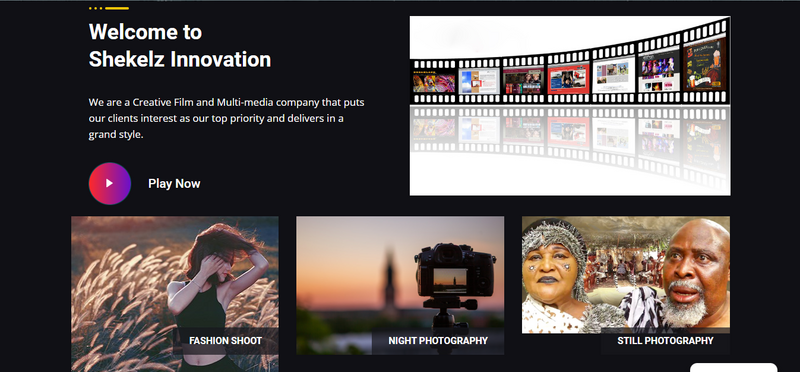 Welcome to
Shekelz Innovation
We are a Creative Film and Multi-media company that puts
our clients interest as our top priority and delivers in a
grand style.
Play Now
FASHION SHOOT
NIGHT PHOTOGRAPHY
STILL PHOTOGRAPHY